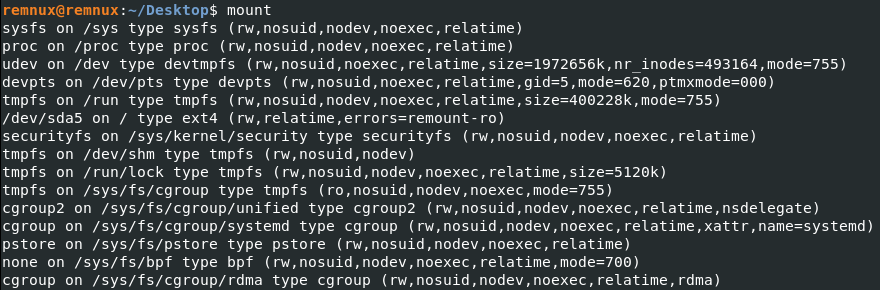 remnux@remnux:~/Desktop$ mount
sysfs on /sys type sysfs (rw,nosuid,nodev,noexec,relatime)
proc on /proc type proc (rw,nosuid,nodev,noexec,relatime)
udev on /dev type devtmpfs (rw,nosuid,noexec,relatime,size=1972656k,nr_inodes=493164,mode=755)
devpts on /dev/pts type devpts (rw,nosuid,noexec,relatime,gid=5,mode=620,ptmxmode=000)
tmpfs on /run type tmpfs (rw,nosuid,nodev,noexec,relatime,size=400228k,mode=755)
/dev/sda5 on / type ext4 (rw,relatime,errors=remount-ro)
securityfs on /sys/kernel/security type securityfs (rw,nosuid,nodev,noexec,relatime)
tmpfs on /dev/shm type tmpfs (rw,nosuid,nodev)
tmpfs on /run/lock type tmpfs (rw,nosuid,nodev,noexec,relatime,size=5120k)
tmpfs on /sys/fs/cgroup type tmpfs (ro,nosuid,nodev,noexec,mode=755)
cgroup2 on /sys/fs/cgroup/unified type cgroup2 (rw,nosuid,nodev,noexec,relatime,nsdelegate)
cgroup on /sys/fs/cgroup/systemd type cgroup (rw,nosuid,nodev,noexec,relatime,xattr,name=systemd)
pstore on /sys/fs/pstore type pstore (rw,nosuid,nodev,noexec,relatime)
none on /sys/fs/bpf type bpf (rw,nosuid,nodev,noexec,relatime,mode=700)
cgroup on /sys/fs/cgroup/rdma type cgroup (rw,nosuid,nodev,noexec,relatime,rdma)